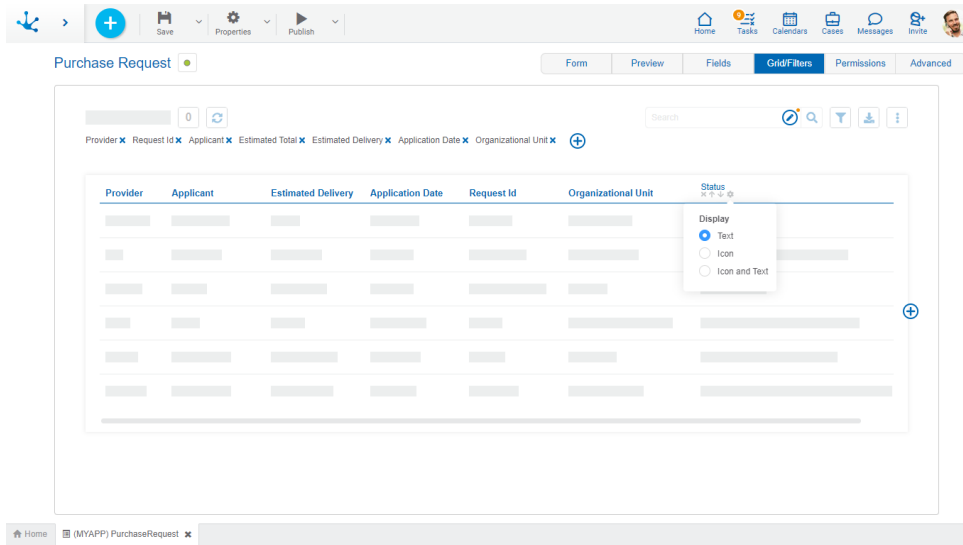 Save Properties Publish Home 9 Tasks Calendars Cases Messages Invite
Purchase Request Form Preview Fields Grid/Filters Permissions Advanced
0 Search
Provider Request Id Applicant Estimated Total Estimated Delivery Application Date Organizational Unit
Provider Applicant Estimated Delivery Application Date Request Id Organizational Unit Status
Display
Text
Icon
Icon and Text
Home (MYAPP) PurchaseRequest